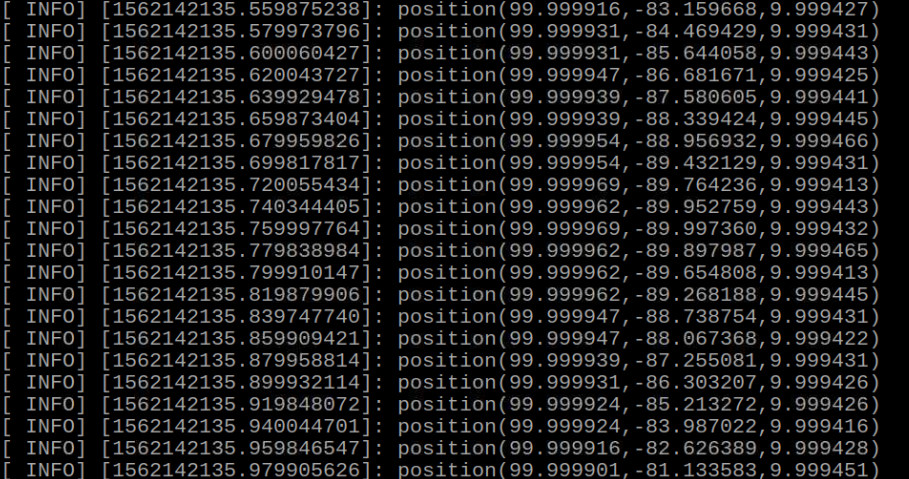 [ INFO] [1562142135.559875238]: position(99.999916,-83.159668,9.999427)
[ INFO] [1562142135.579973796]: position(99.999931,-84.469429,9.999431)
[ INFO] [1562142135.600060427]: position(99.999931,-85.644058,9.999443)
[ INFO] [1562142135.620043727]: position(99.999947,-86.681671,9.999425)
[ INFO] [1562142135.639929478]: position(99.999939,-87.580605,9.999441)
[ INFO] [1562142135.659873404]: position(99.999939,-88.339424,9.999445)
[ INFO] [1562142135.679959826]: position(99.999954,-88.956932,9.999466)
[ INFO] [1562142135.699817817]: position(99.999954,-89.432129,9.999431)
[ INFO] [1562142135.720055434]: position(99.999969,-89.764236,9.999413)
[ INFO] [1562142135.740344405]: position(99.999962,-89.952759,9.999443)
[ INFO] [1562142135.759997764]: position(99.999969,-89.997360,9.999432)
[ INFO] [1562142135.779838984]: position(99.999962,-89.897987,9.999465)
[ INFO] [1562142135.799910147]: position(99.999962,-89.654808,9.999413)
[ INFO] [1562142135.819879906]: position(99.999962,-89.268188,9.999445)
[ INFO] [1562142135.839747740]: position(99.999947,-88.738754,9.999431)
[ INFO] [1562142135.859909421]: position(99.999947,-88.067368,9.999422)
[ INFO] [1562142135.879958814]: position(99.999939,-87.255081,9.999431)
[ INFO] [1562142135.899932114]: position(99.999931,-86.303207,9.999426)
[ INFO] [1562142135.919848072]: position(99.999924,-85.213272,9.999426)
[ INFO] [1562142135.940044701]: position(99.999924,-83.987022,9.999416)
[ INFO] [1562142135.959846547]: position(99.999916,-82.626389,9.999428)
[ INFO] [1562142135.979905626]: position(99.999901,-81.133583,9.999451)